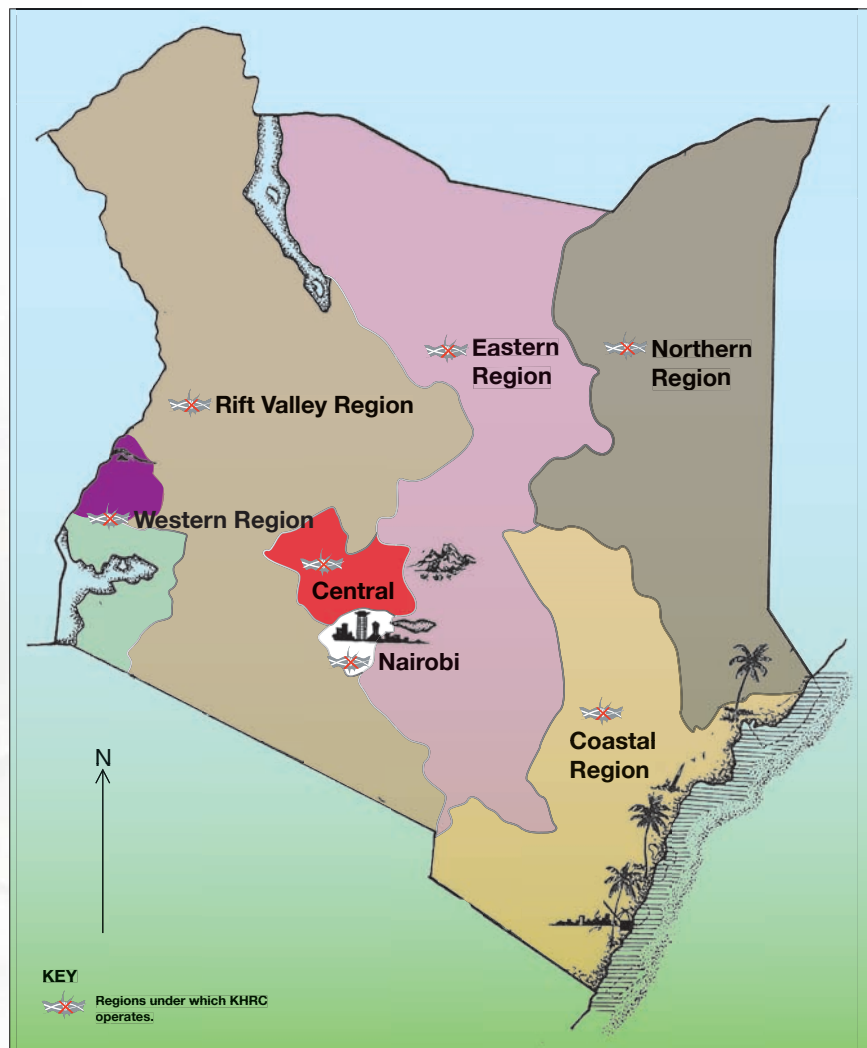 Eastern
Region
Northern
Region
Rift Valley Region
Western Region
Central
Nairobi
Coastal
Region
N
KEY
Regions under which KHRC
operates.